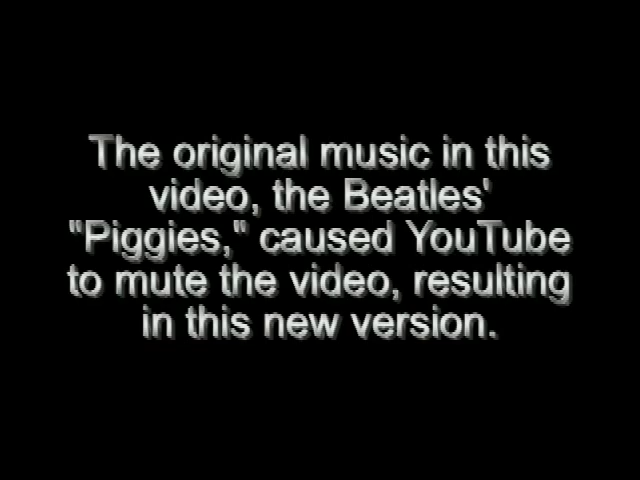 The original music in this
video, the Beatles'
"Piggies," caused YouTube
to mute the video, resulting
in this new version.